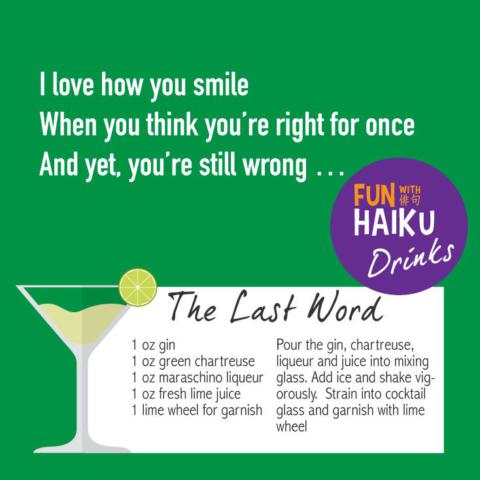 I love how you smile
When you think you're right for once
And yet, you're still wrong ...
FUN WITH 俳句
HAIKU
Drinks
The Last Word
1 oz gin
1 oz green chartreuse
1 oz maraschino liqueur
1 oz fresh lime juice
1 lime wheel for garnish
Pour the gin, chartreuse,
liqueur and juice into mixing
glass. Add ice and shake vig-
orously. Strain into cocktail
glass and garnish with lime
wheel